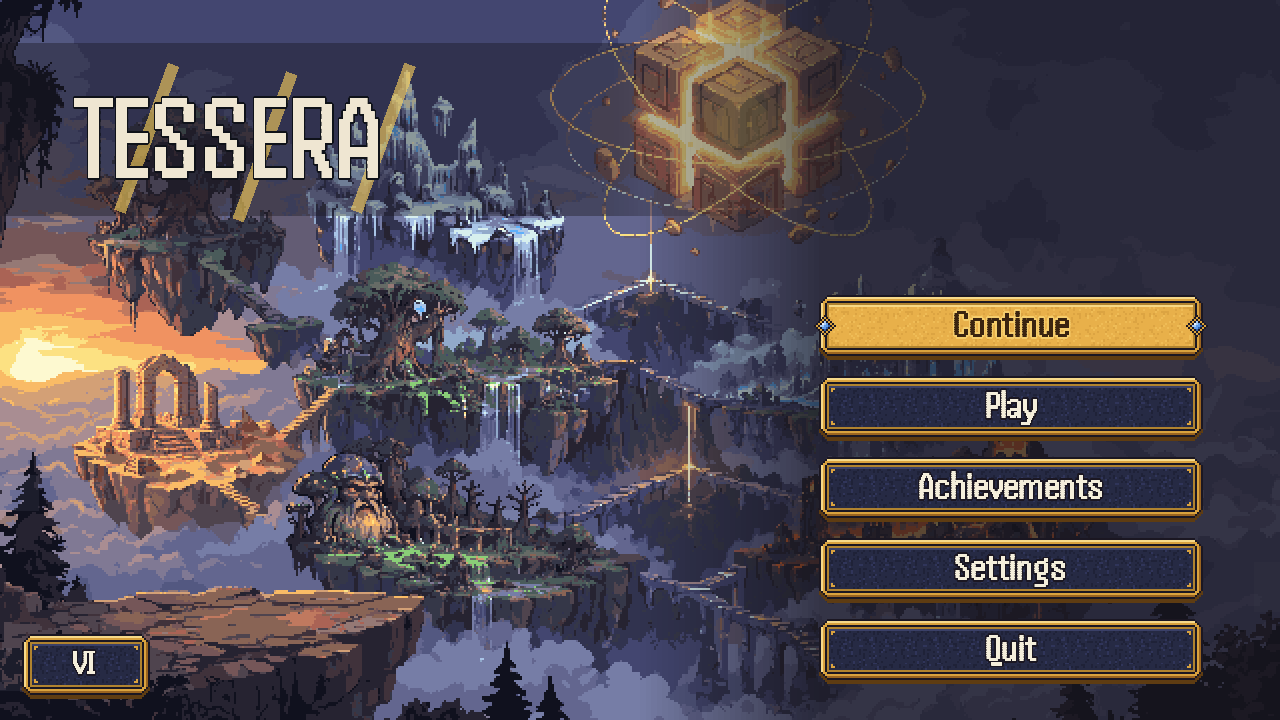 TESSERA
Continue
Play
Achievements
Settings
Quit
VI